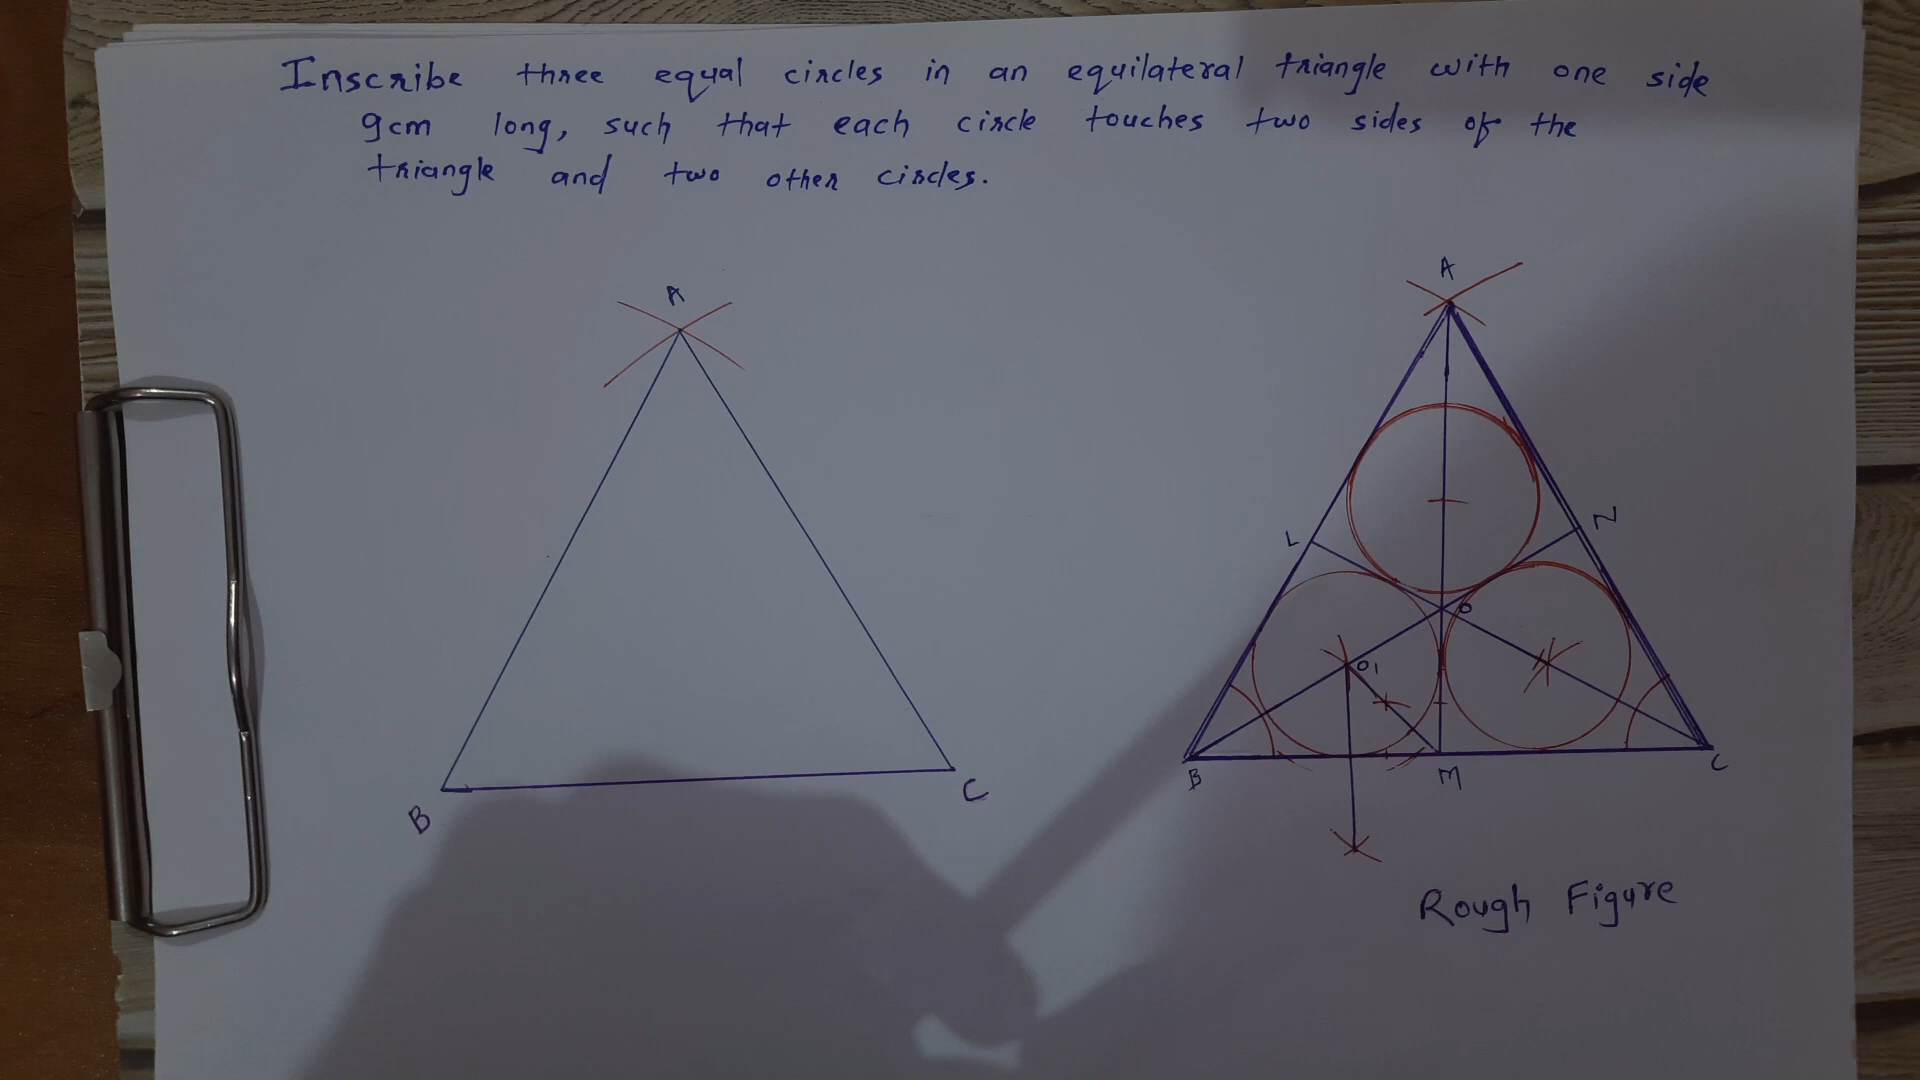 Inscribe three equal circles in an equilateral triangle with one side
9cm long, such that each circle touches two sides of the
triangle and two other circles.
A
A
L
N
O
O1
B
C
B
M
C
Rough Figure